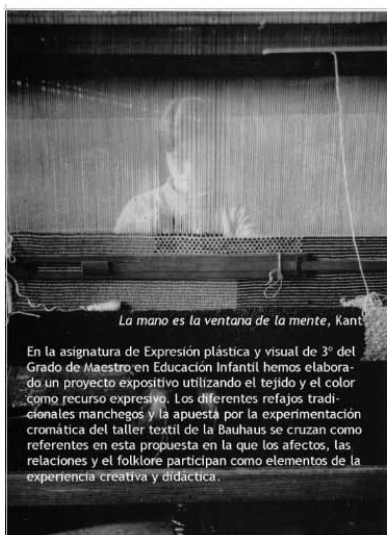 La mano es la ventana de la mente, Kant
En la asignatura de Expresión plástica y visual de 3º del
Grado de Maestro en Educación Infantil hemos elabora-
do un proyecto expositivo utilizando el tejido y el color
como recurso expresivo. Los diferentes refajos tradi-
cionales manchegos y la apuesta por la experimentación
cromática del taller textil de la Bauhaus se cruzan como
referentes en esta propuesta en la que los afectos, las
relaciones y el folklore participan como elementos de la
experiencia creativa y didáctica.